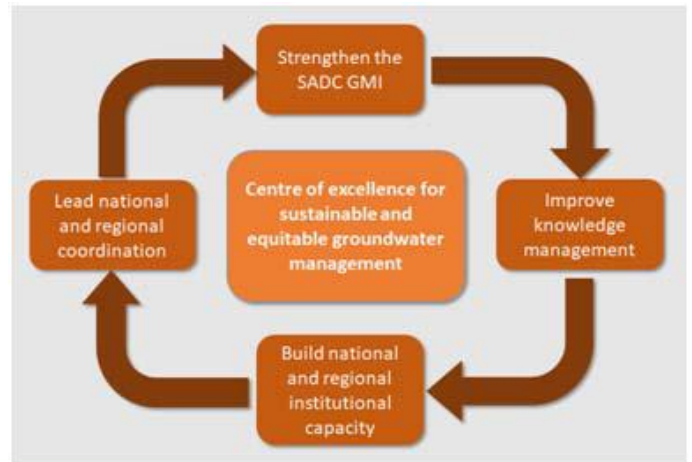 Strengthen the
SADC GMI
Lead national
and regional
coordination
Centre of excellence for
sustainable and
equitable groundwater
management
Improve
knowledge
management
Build national
and regional
institutional
capacity